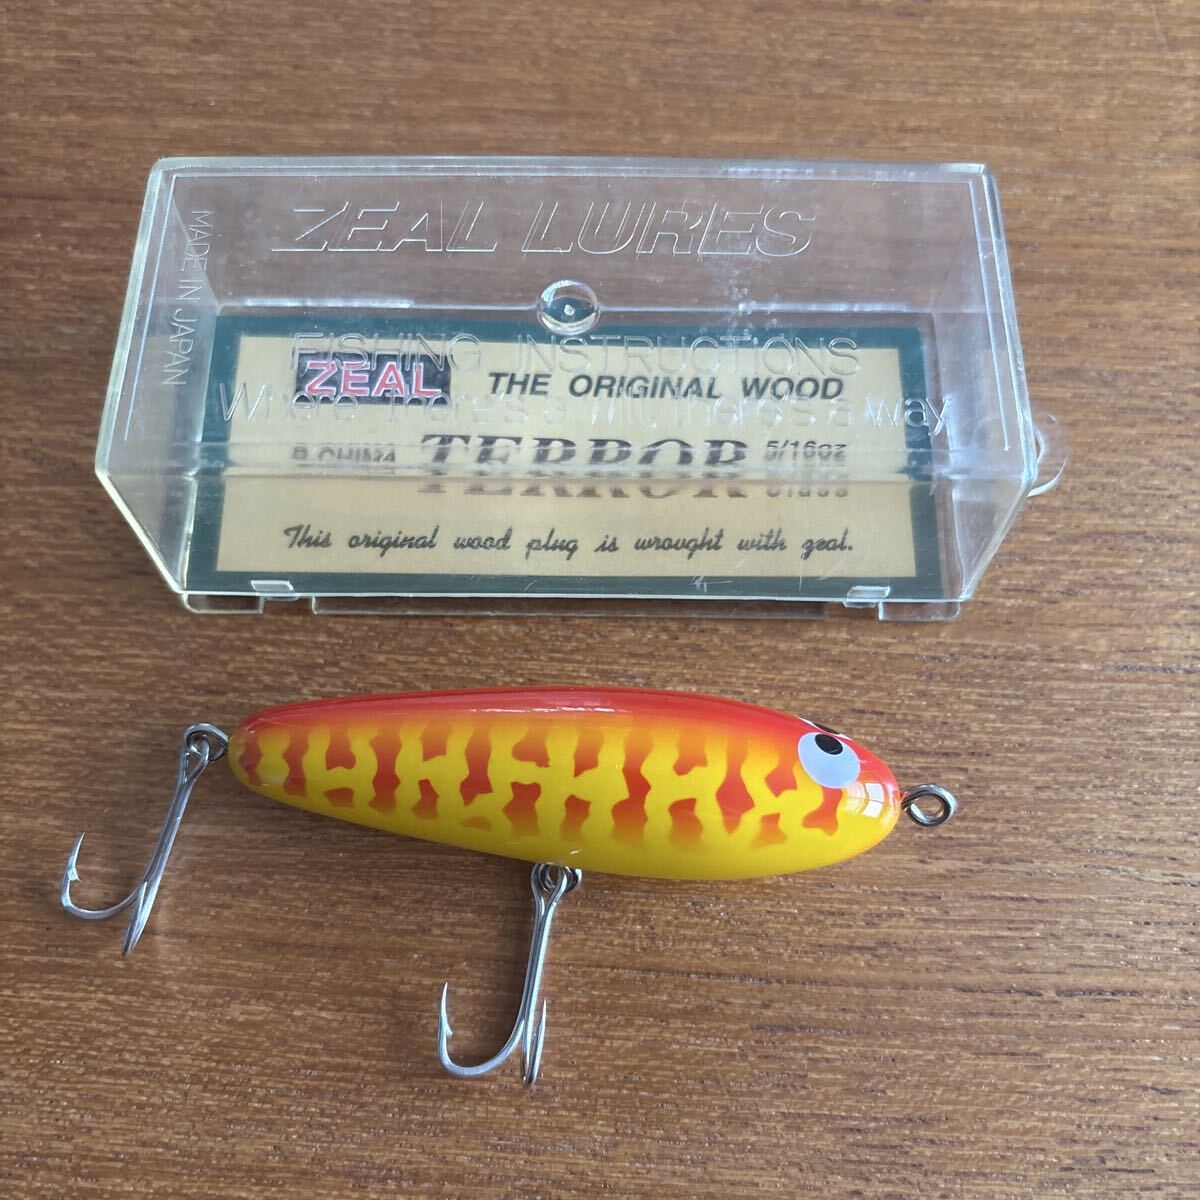 ZEAL LURES
MADE IN JAPAN
FISHING INSTRUCTIONS
Where there's a will, there's a way
ZEAL THE ORIGINAL WOOD
TERROR 5/16oz
class
This original wood plug is wrought with zeal.